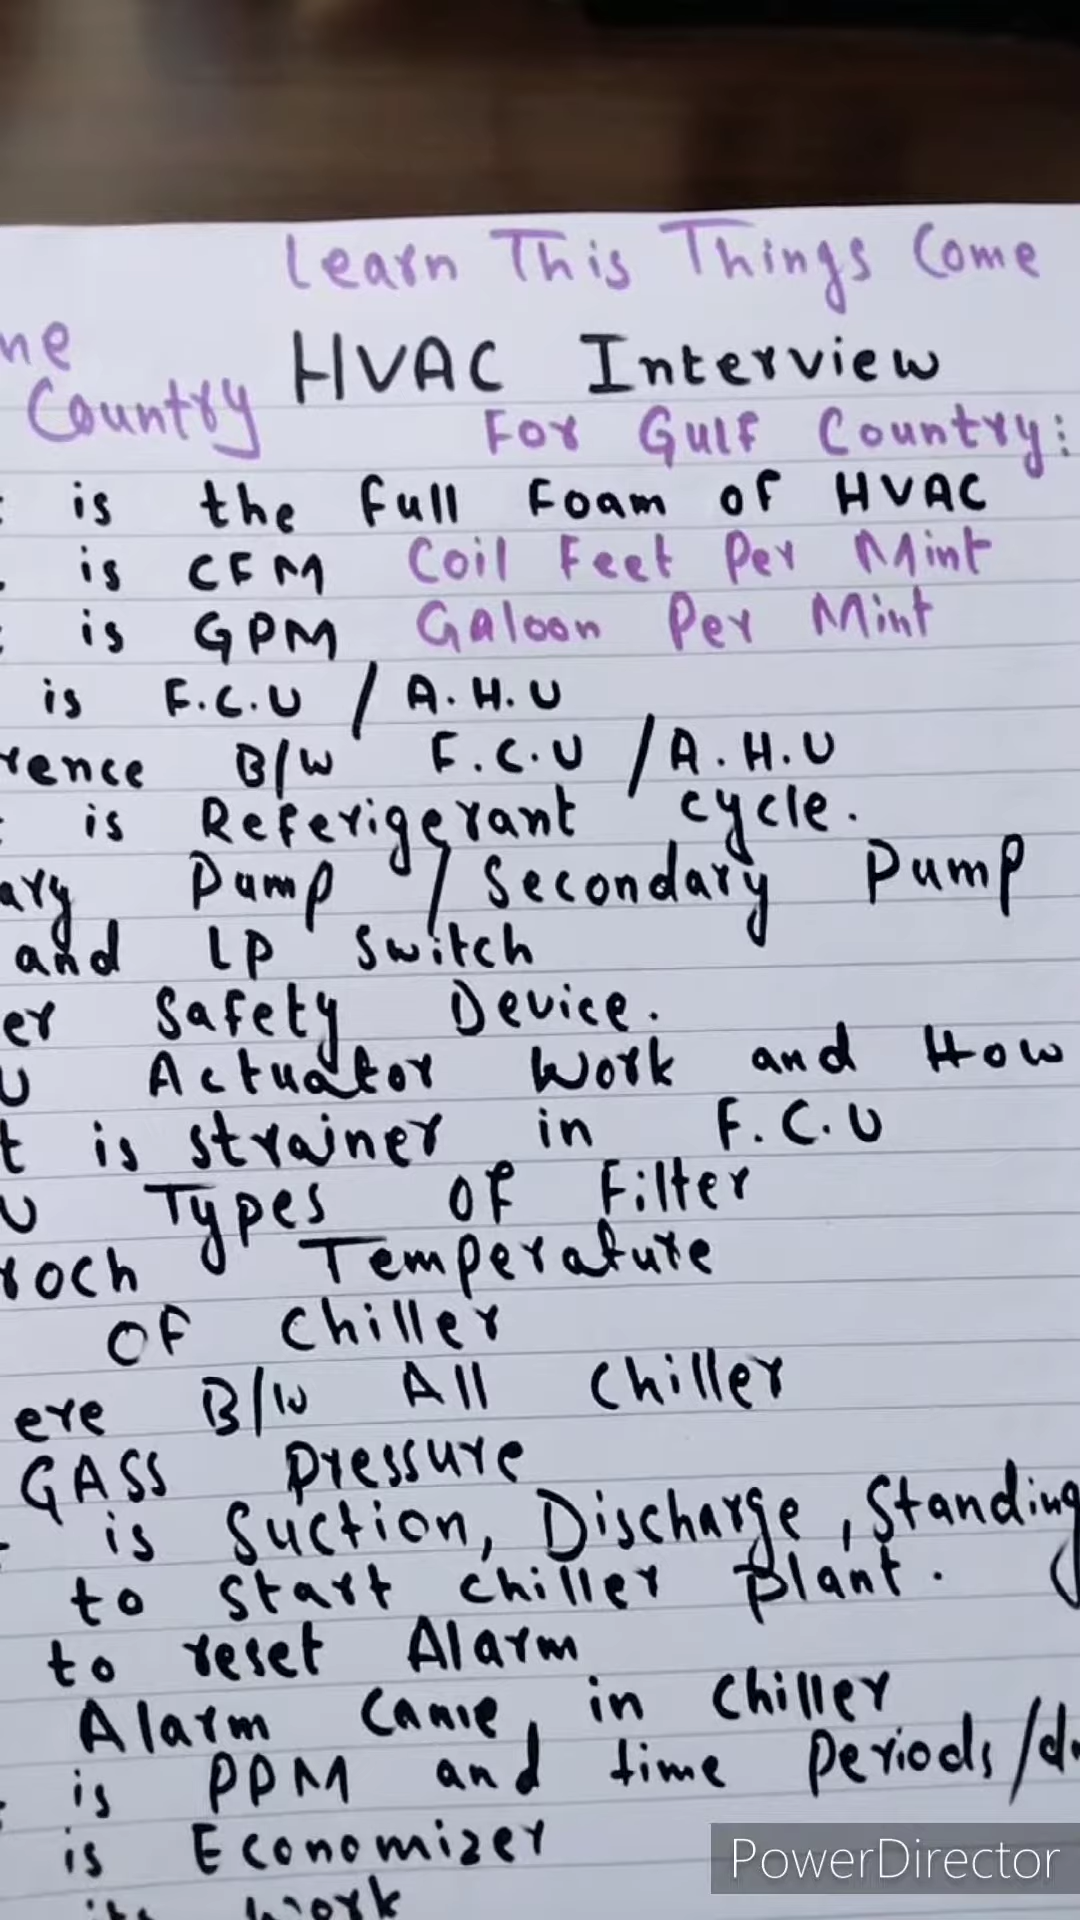 Learn This Things Come
HVAC Interview
Country
For Gulf Country:
is the full Foam of HVAC
is CFM Coil Feet Per Mint
is GPM Galoon Per Mint
is F.C.U / A.H.U
rence B/W F.C.U / A.H.U
is Referigerant cycle.
ary Pump / Secondary Pump
and LP Switch
er Safety Device.
U Actuator Work and How
t is strainer in F.C.U
U Types of Filter
roch Temperature
OF Chiller
ere B/W All Chiller
GASS Pressure
is Suction, Discharge, Standing
to start chiller plant.
to reset Alarm
Alarm Came, in Chiller
is PPM and time Periods/d
is Economizer
work
PowerDirector